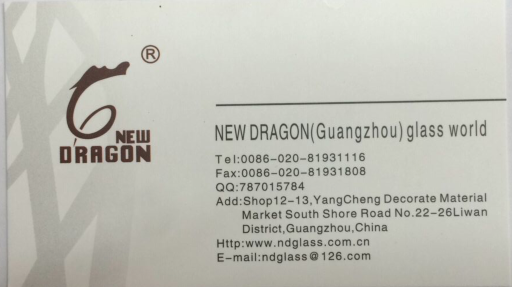 ®
NEW
DRAGON
NEW DRAGON(Guangzhou) glass world
Tel:0086-020-81931116
Fax:0086-020-81931808
QQ:787015784
Add:Shop12-13,YangCheng Decorate Material
Market South Shore Road No.22-26Liwan
District,Guangzhou,China
Http:www.ndglass.com.cn
E-mail:ndglass@126.com